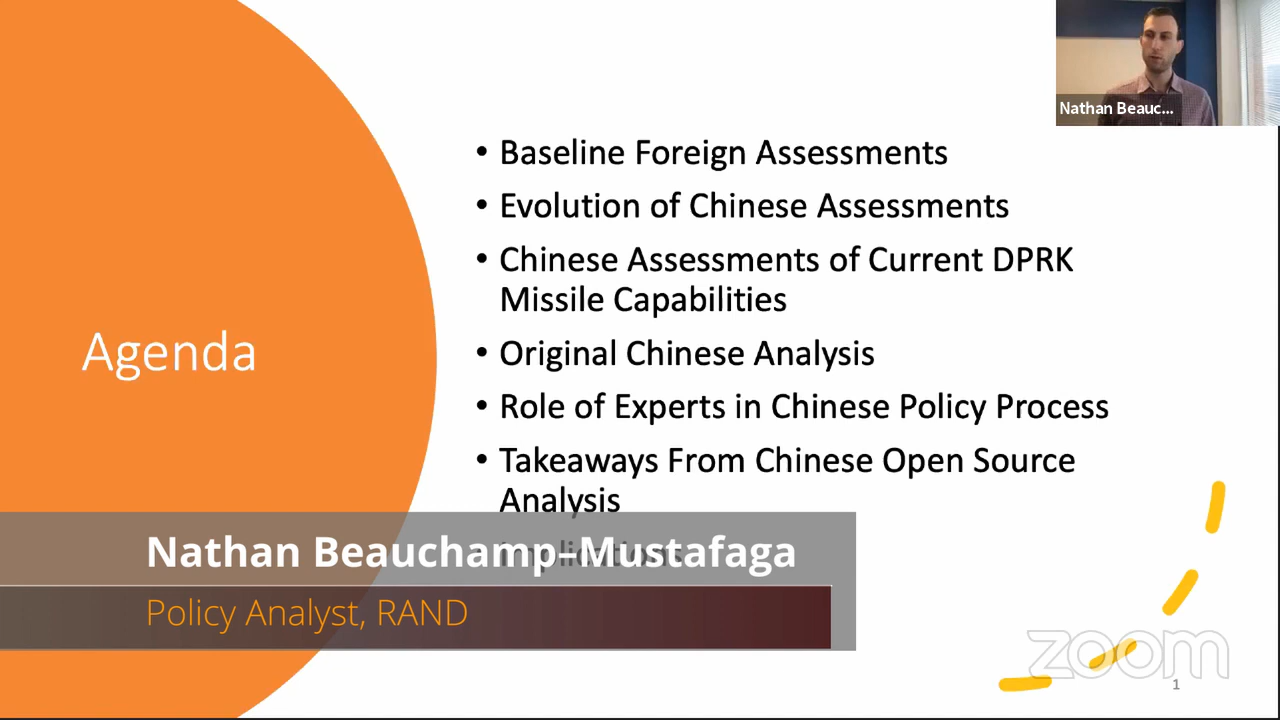 Nathan Beauc...
• Baseline Foreign Assessments
• Evolution of Chinese Assessments
• Chinese Assessments of Current DPRK
Missile Capabilities
• Original Chinese Analysis
Agenda
• Role of Experts in Chinese Policy Process
• Takeaways From Chinese Open Source
Analysis
Implications
Nathan Beauchamp–Mustafaga
Policy Analyst, RAND
zoom
1